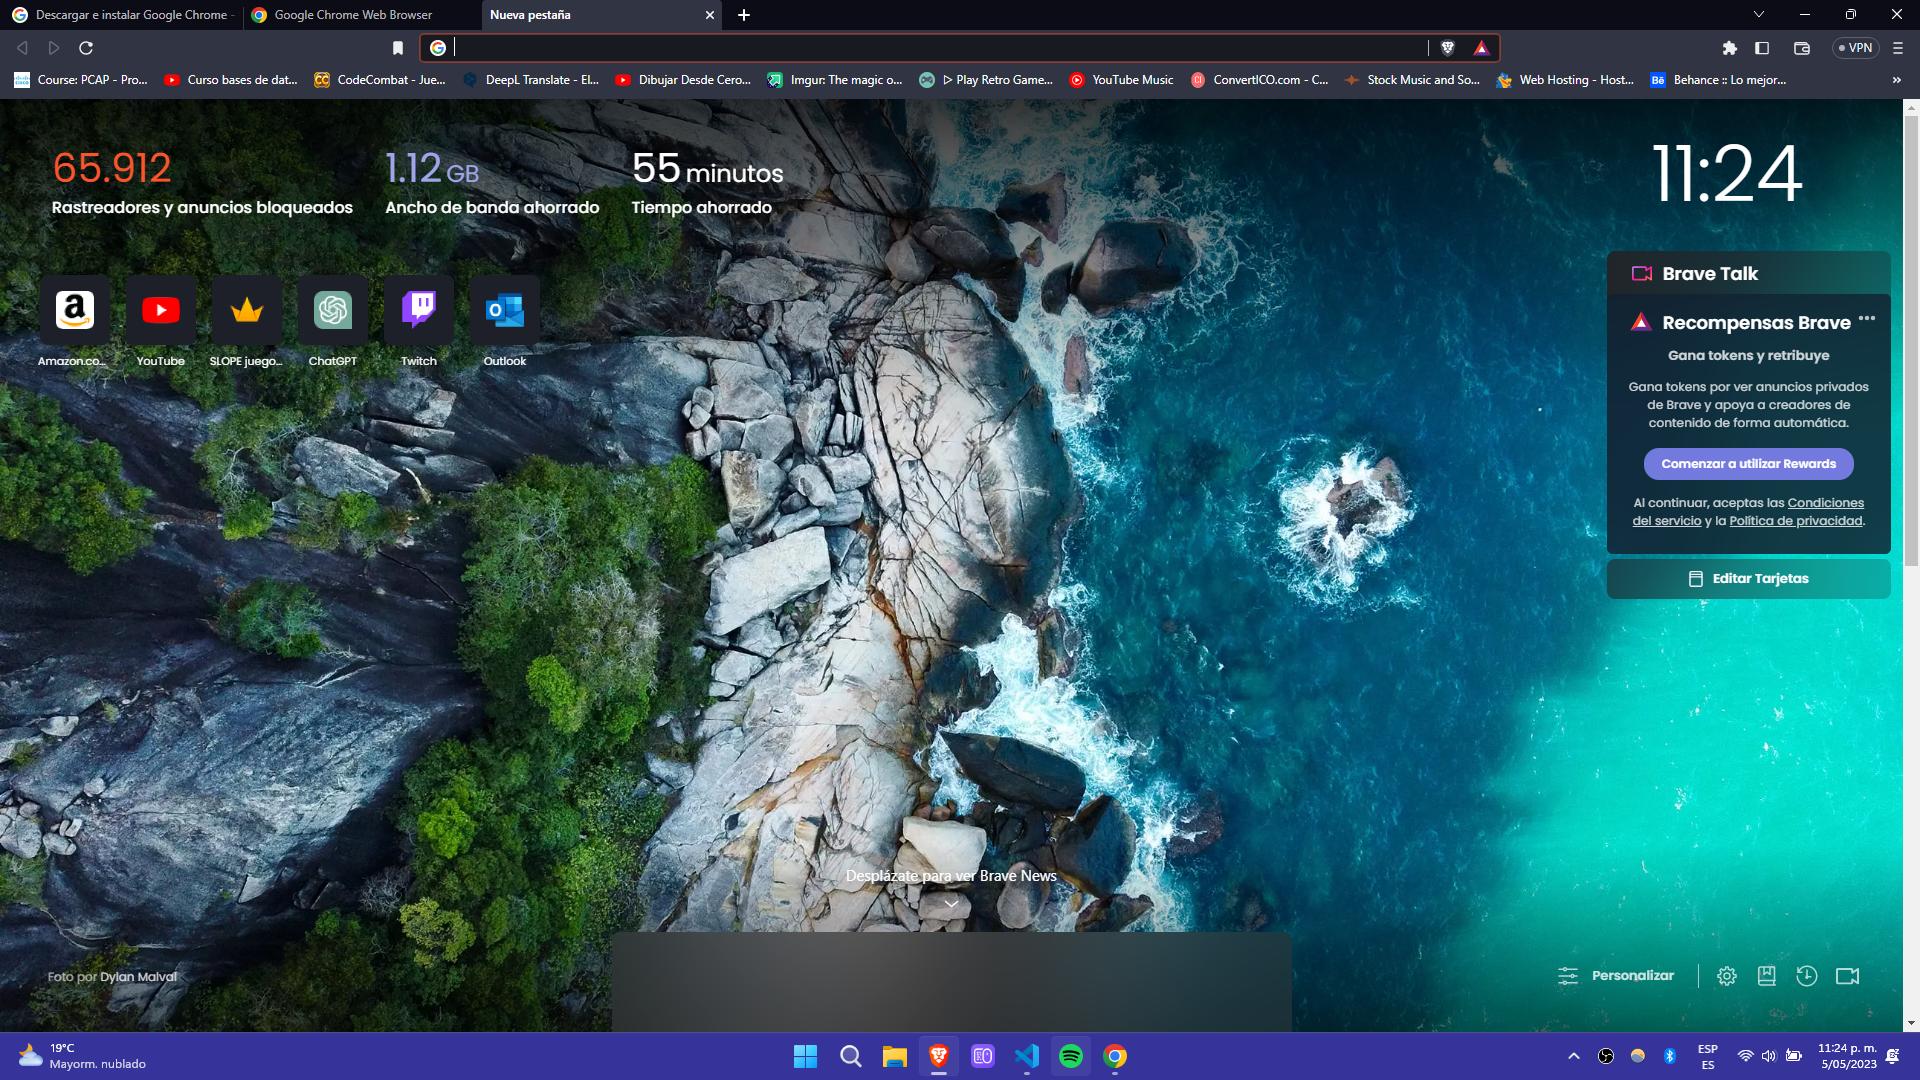 Descargar e instalar Google Chrome -
Google Chrome Web Browser
Nueva pestaña
VPN
Course: PCAP - Pro...
Curso bases de dat...
CodeCombat - Jue...
DeepL Translate - El...
Dibujar Desde Cero...
Imgur: The magic o...
ᐅ Play Retro Game...
YouTube Music
ConvertICO.com - C...
Stock Music and So...
Web Hosting - Host...
Behance :: Lo mejor...
»
65.912
Rastreadores y anuncios bloqueados
1.12 GB
Ancho de banda ahorrado
55 minutos
Tiempo ahorrado
11:24
Amazon.co...
YouTube
SLOPE juego...
ChatGPT
Twitch
Outlook
Brave Talk
Recompensas Brave
Gana tokens y retribuye
Gana tokens por ver anuncios privados
de Brave y apoya a creadores de
contenido de forma automática.
Comenzar a utilizar Rewards
Al continuar, aceptas las Condiciones
del servicio y la Política de privacidad.
Editar Tarjetas
Desplázate para ver Brave News
Foto por Dylan Malval
Personalizar
19°C
Mayorm. nublado
ESP
ES
11:24 p. m.
5/05/2023